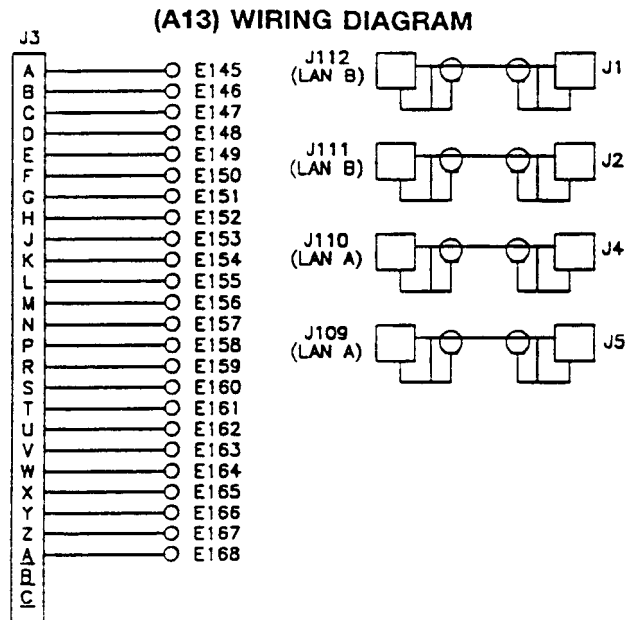 (A13) WIRING DIAGRAM
J3
A E145
B E146
C E147
D E148
E E149
F E150
G E151
H E152
J E153
K E154
L E155
M E156
N E157
P E158
R E159
S E160
T E161
U E162
V E163
W E164
X E165
Y E166
Z E167
A E168
B
C
J112
(LAN B)
J1
J111
(LAN B)
J2
J110
(LAN A)
J4
J109
(LAN A)
J5